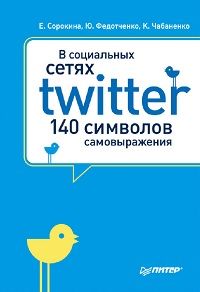 Е. Сорокина, Ю. Федотченко, К. Чабаненко
В социальных
сетях
twitter
140 символов
самовыражения
ПИТЕР